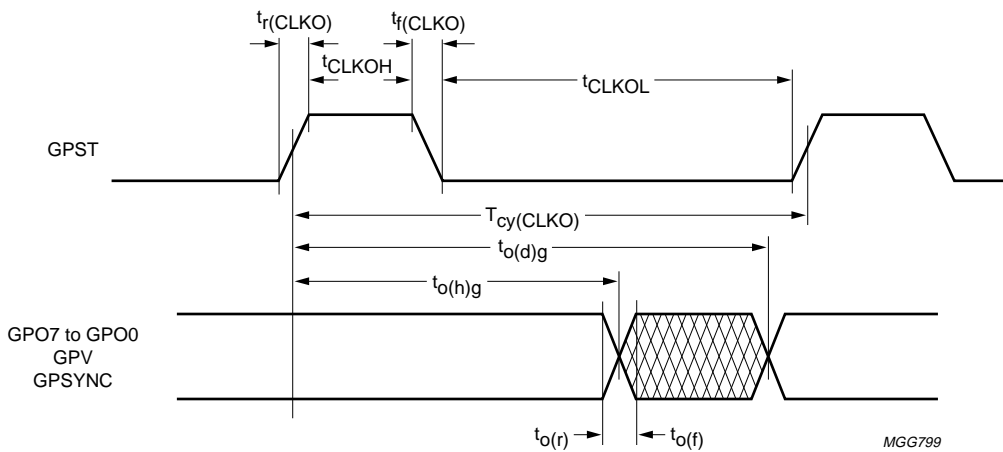 tr(CLKO) tf(CLKO)
tCLKOH
tCLKOL
GPST
Tcy(CLKO)
to(d)g
to(h)g
GPO7 to GPO0
GPV
GPSYNC
to(r) to(f)
MGG799